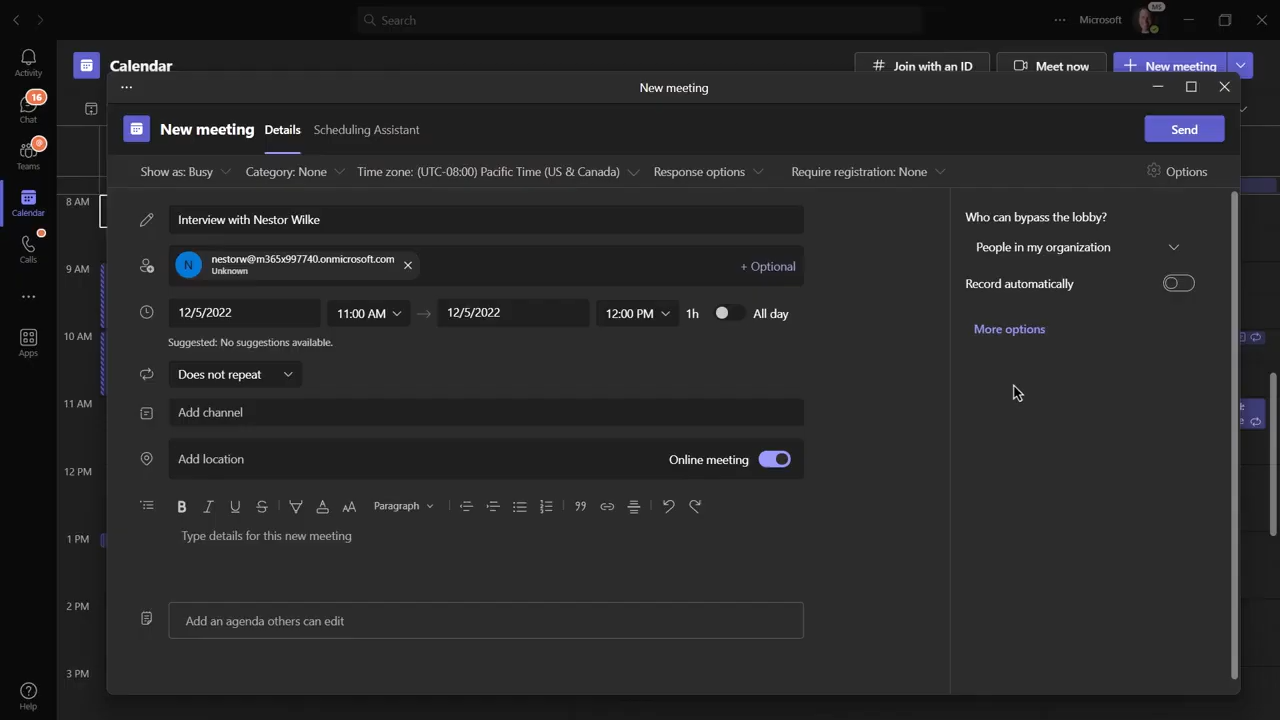 Search
Microsoft
MS
Activity
16
Chat
Teams
Calendar
Calls
Apps
Help
Calendar
Join with an ID
Meet now
New meeting
New meeting
New meeting
Details
Scheduling Assistant
Send
Show as: Busy
Category: None
Time zone: (UTC-08:00) Pacific Time (US & Canada)
Response options
Require registration: None
Options
8 AM
9 AM
10 AM
11 AM
12 PM
1 PM
2 PM
3 PM
Interview with Nestor Wilke
N
nestorw@m365x997740.onmicrosoft.com
Unknown
+ Optional
12/5/2022
11:00 AM
12/5/2022
12:00 PM
1h
All day
Suggested: No suggestions available.
Does not repeat
Add channel
Add location
Online meeting
B I U S
AA
Paragraph
Type details for this new meeting
Add an agenda others can edit
Who can bypass the lobby?
People in my organization
Record automatically
More options